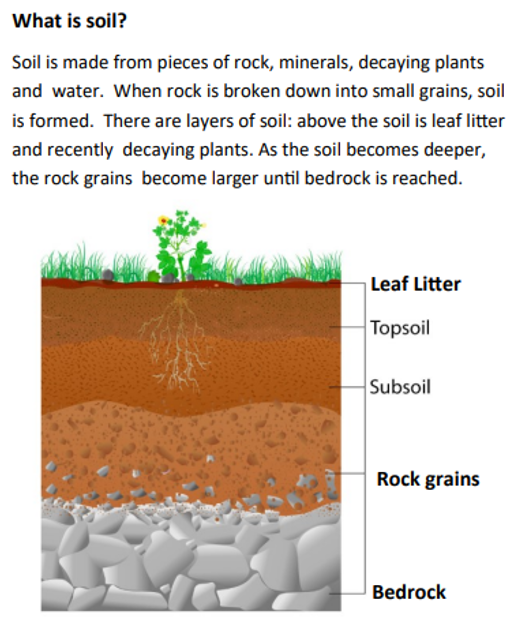 What is soil?
Soil is made from pieces of rock, minerals, decaying plants
and water. When rock is broken down into small grains, soil
is formed. There are layers of soil: above the soil is leaf litter
and recently decaying plants. As the soil becomes deeper,
the rock grains become larger until bedrock is reached.
Leaf Litter
Topsoil
Subsoil
Rock grains
Bedrock